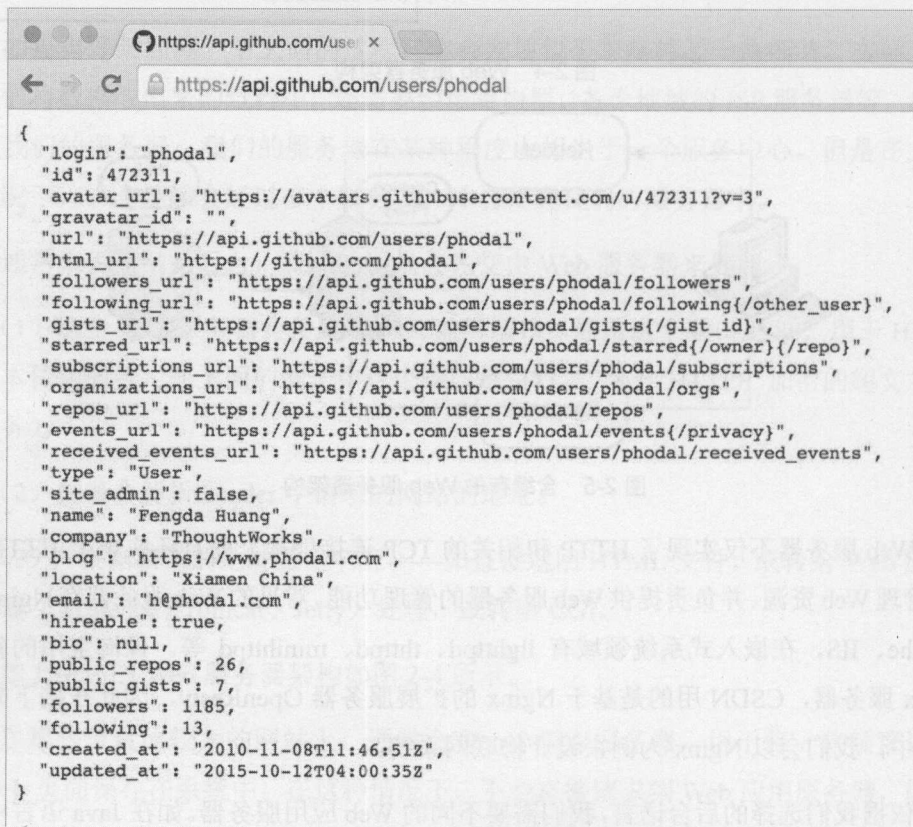 https://api.github.com/use ×
https://api.github.com/users/phodal
{
"login": "phodal",
"id": 472311,
"avatar_url": "https://avatars.githubusercontent.com/u/472311?v=3",
"gravatar_id": "",
"url": "https://api.github.com/users/phodal",
"html_url": "https://github.com/phodal",
"followers_url": "https://api.github.com/users/phodal/followers",
"following_url": "https://api.github.com/users/phodal/following{/other_user}",
"gists_url": "https://api.github.com/users/phodal/gists{/gist_id}",
"starred_url": "https://api.github.com/users/phodal/starred{/owner}{/repo}",
"subscriptions_url": "https://api.github.com/users/phodal/subscriptions",
"organizations_url": "https://api.github.com/users/phodal/orgs",
"repos_url": "https://api.github.com/users/phodal/repos",
"events_url": "https://api.github.com/users/phodal/events{/privacy}",
"received_events_url": "https://api.github.com/users/phodal/received_events",
"type": "User",
"site_admin": false,
"name": "Fengda Huang",
"company": "ThoughtWorks",
"blog": "https://www.phodal.com",
"location": "Xiamen China",
"email": "h@phodal.com",
"hireable": true,
"bio": null,
"public_repos": 26,
"public_gists": 7,
"followers": 1185,
"following": 13,
"created_at": "2010-11-08T11:46:51Z",
"updated_at": "2015-10-12T04:00:35Z"
}